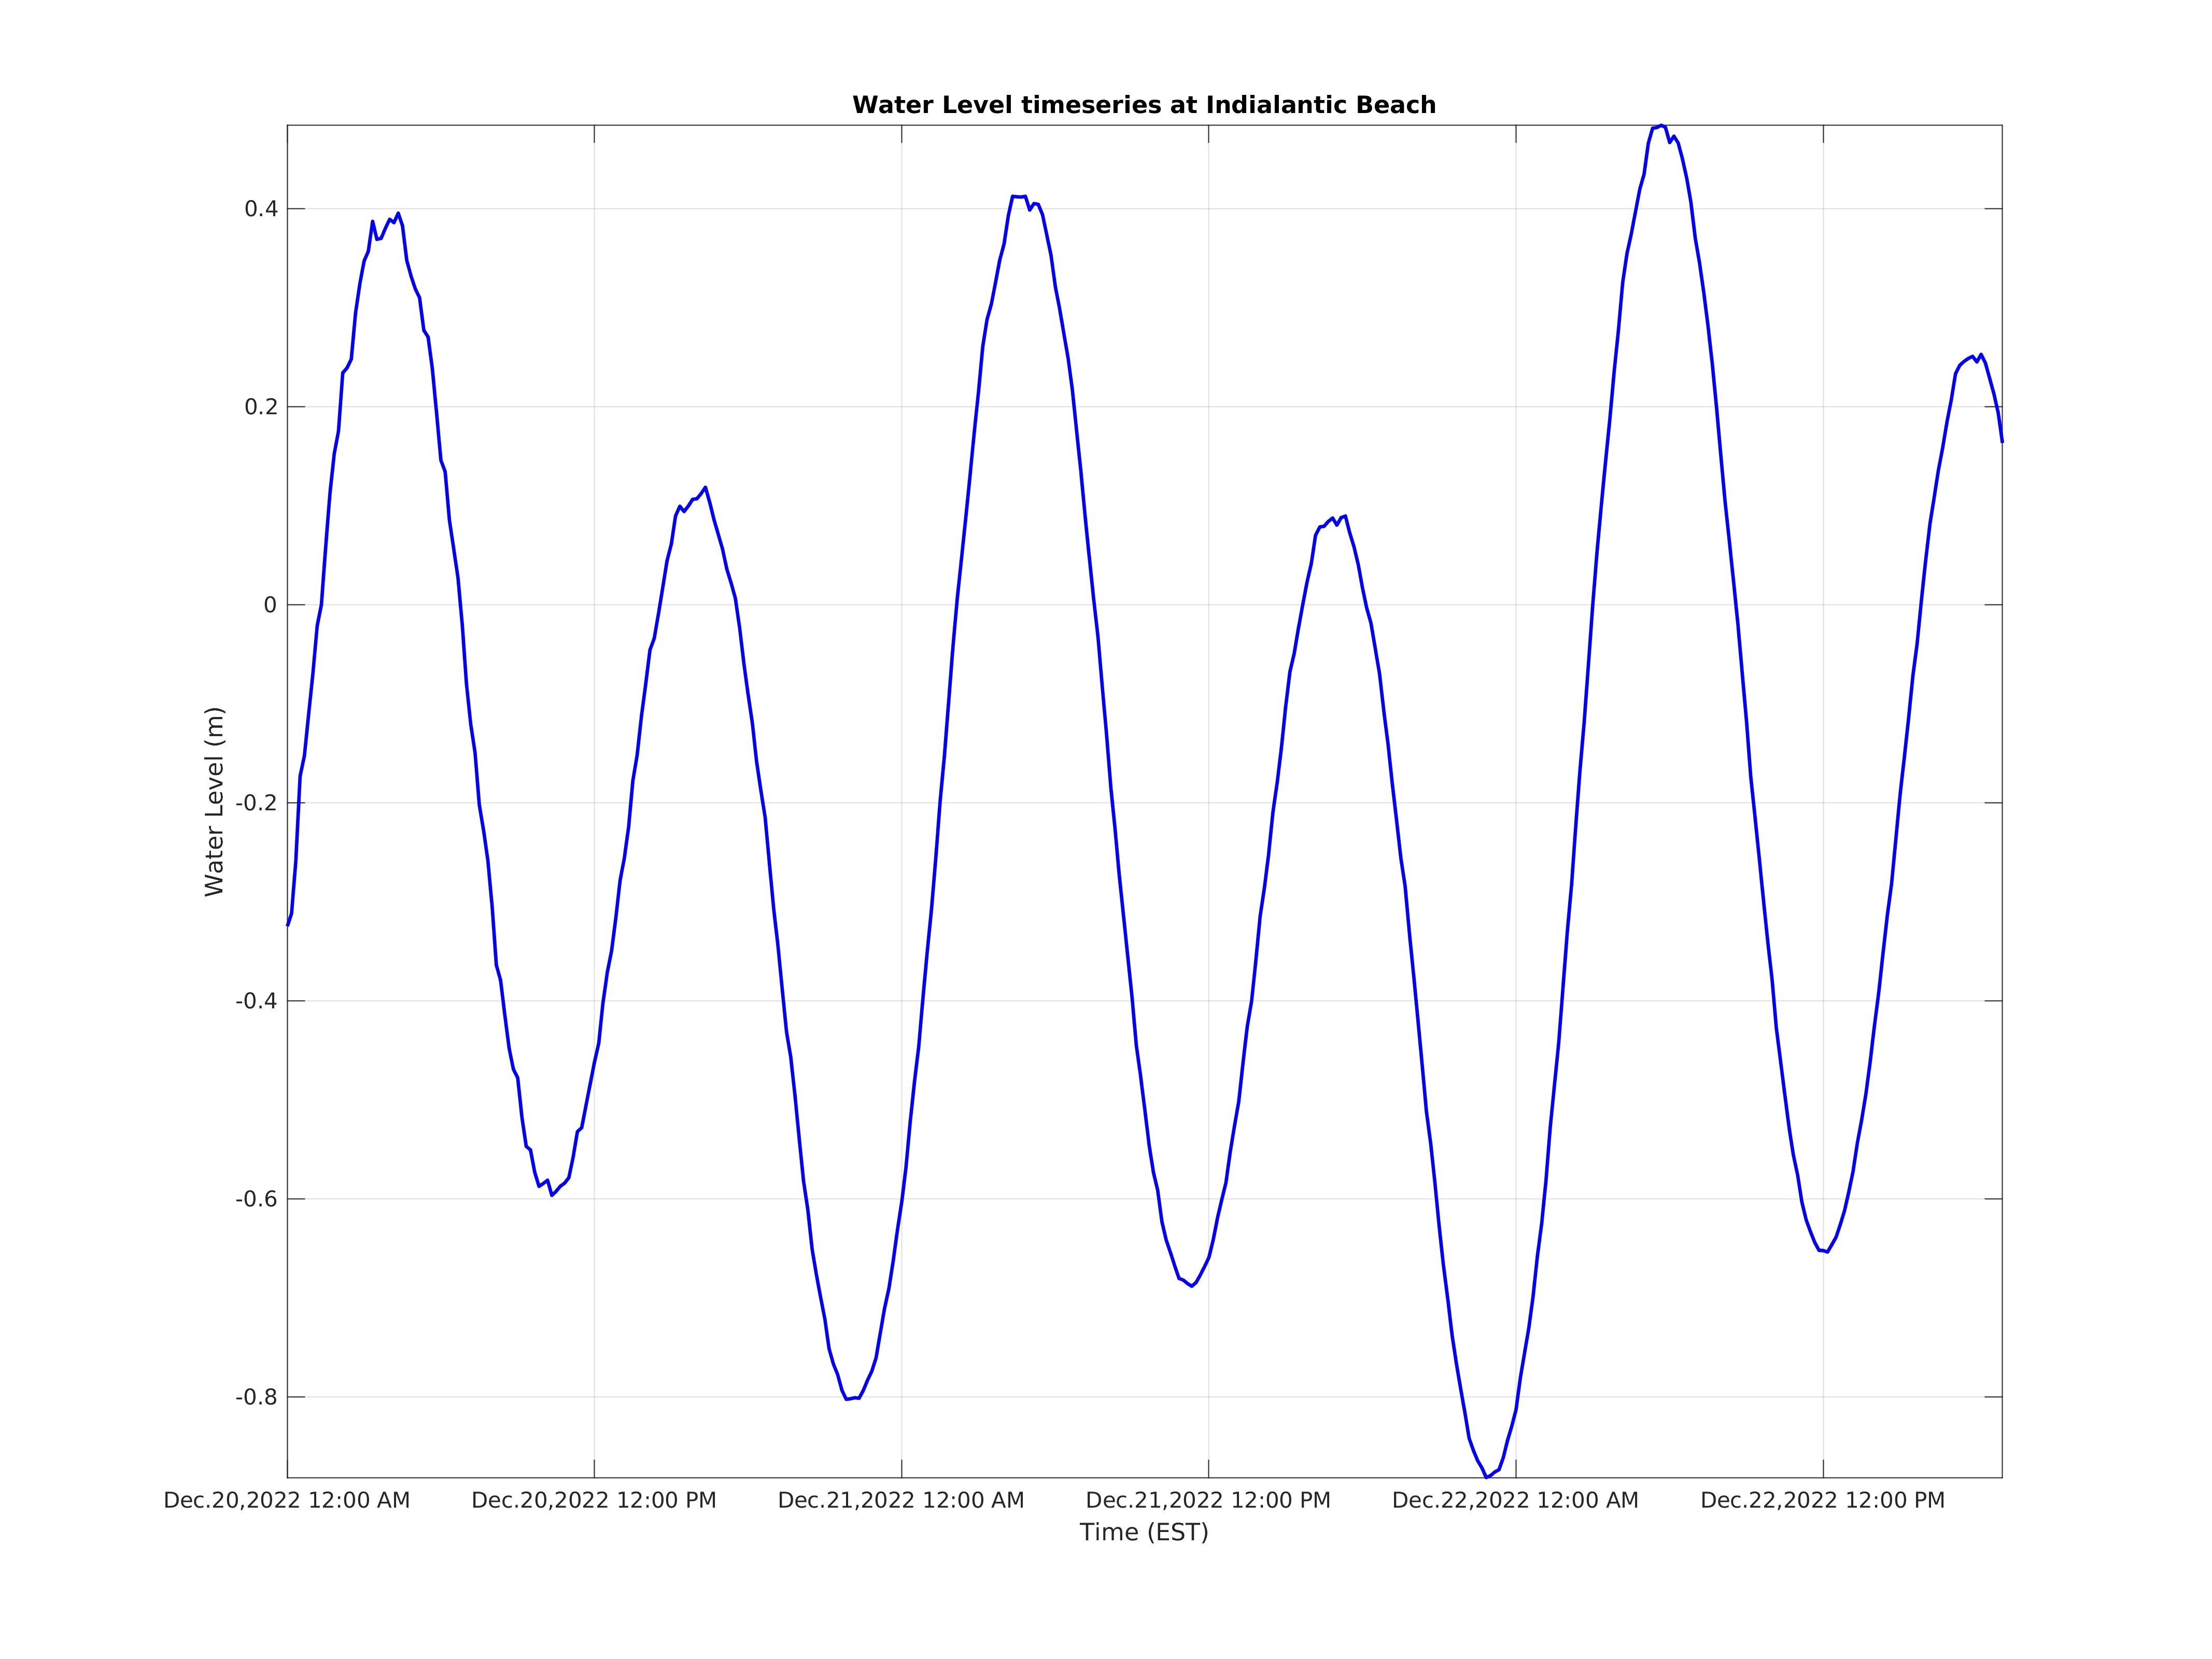 Water Level timeseries at Indialantic Beach
0.4
0.2
0
-0.2
-0.4
-0.6
-0.8
Water Level (m)
Dec.20,2022 12:00 AM Dec.20,2022 12:00 PM Dec.21,2022 12:00 AM Dec.21,2022 12:00 PM Dec.22,2022 12:00 AM Dec.22,2022 12:00 PM
Time (EST)